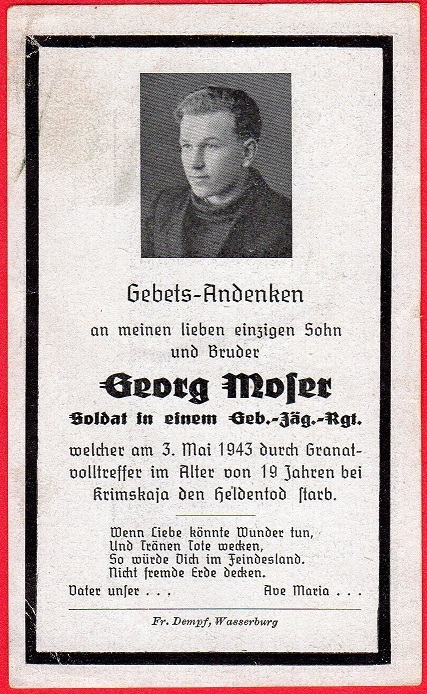 Gebets-Andenken
an meinen lieben einzigen Sohn
und Bruder
Georg Moser
Soldat in einem Geb.-Jäg.-Rgt.
welcher am 3. Mai 1943 durch Granat-
volltreffer im Alter von 19 Jahren bei
Krimskaja den Heldentod starb.
Wenn Liebe könnte Wunder tun,
Und Tränen Tote wecken,
So würde Dich im Feindesland.
Nicht fremde Erde decken.
Vater unser . . . Ave Maria . . .
Fr. Dempf, Wasserburg